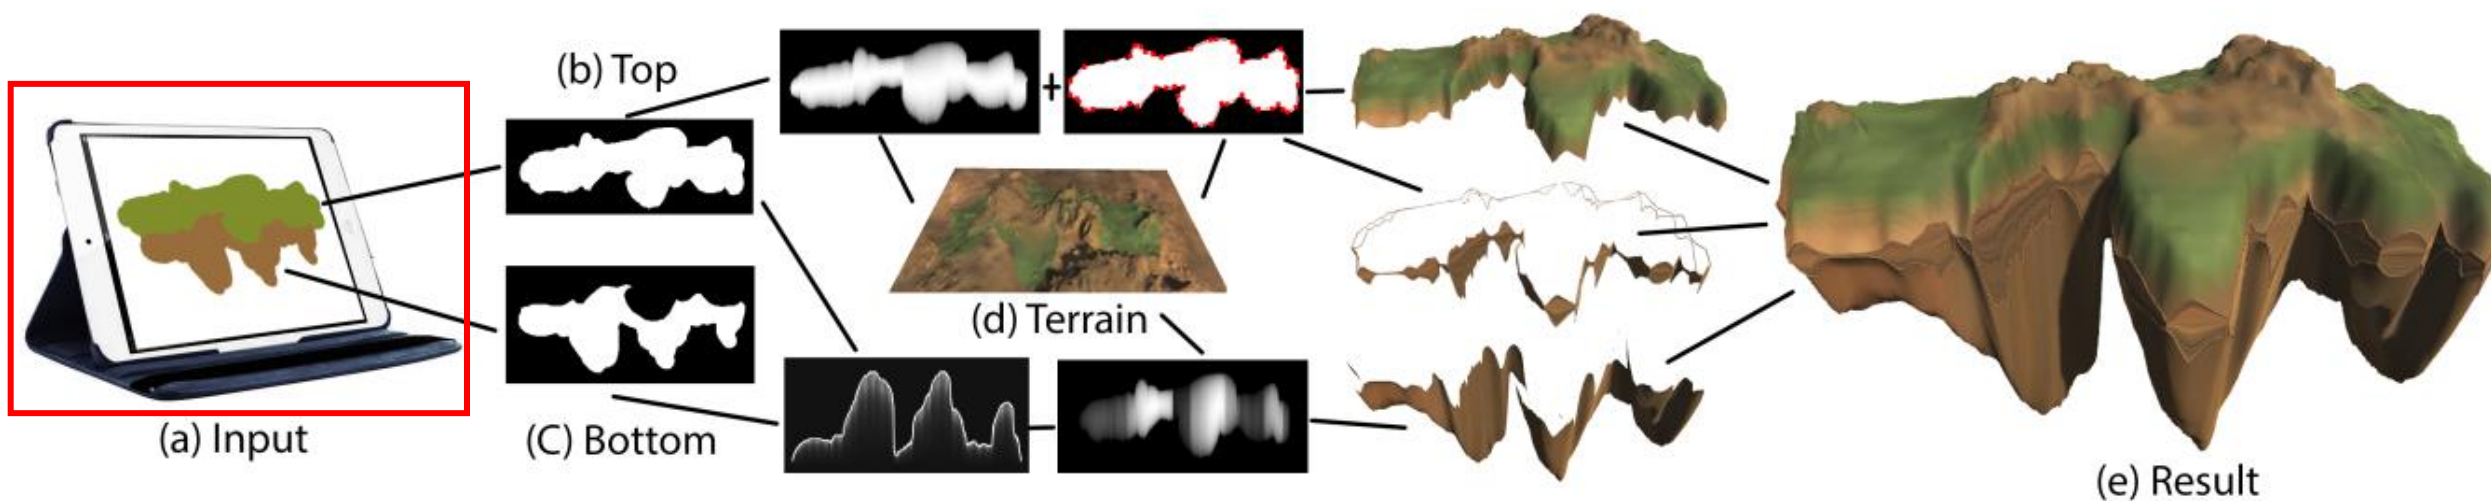 (a) Input
(b) Top
(C) Bottom
+
(d) Terrain
(e) Result